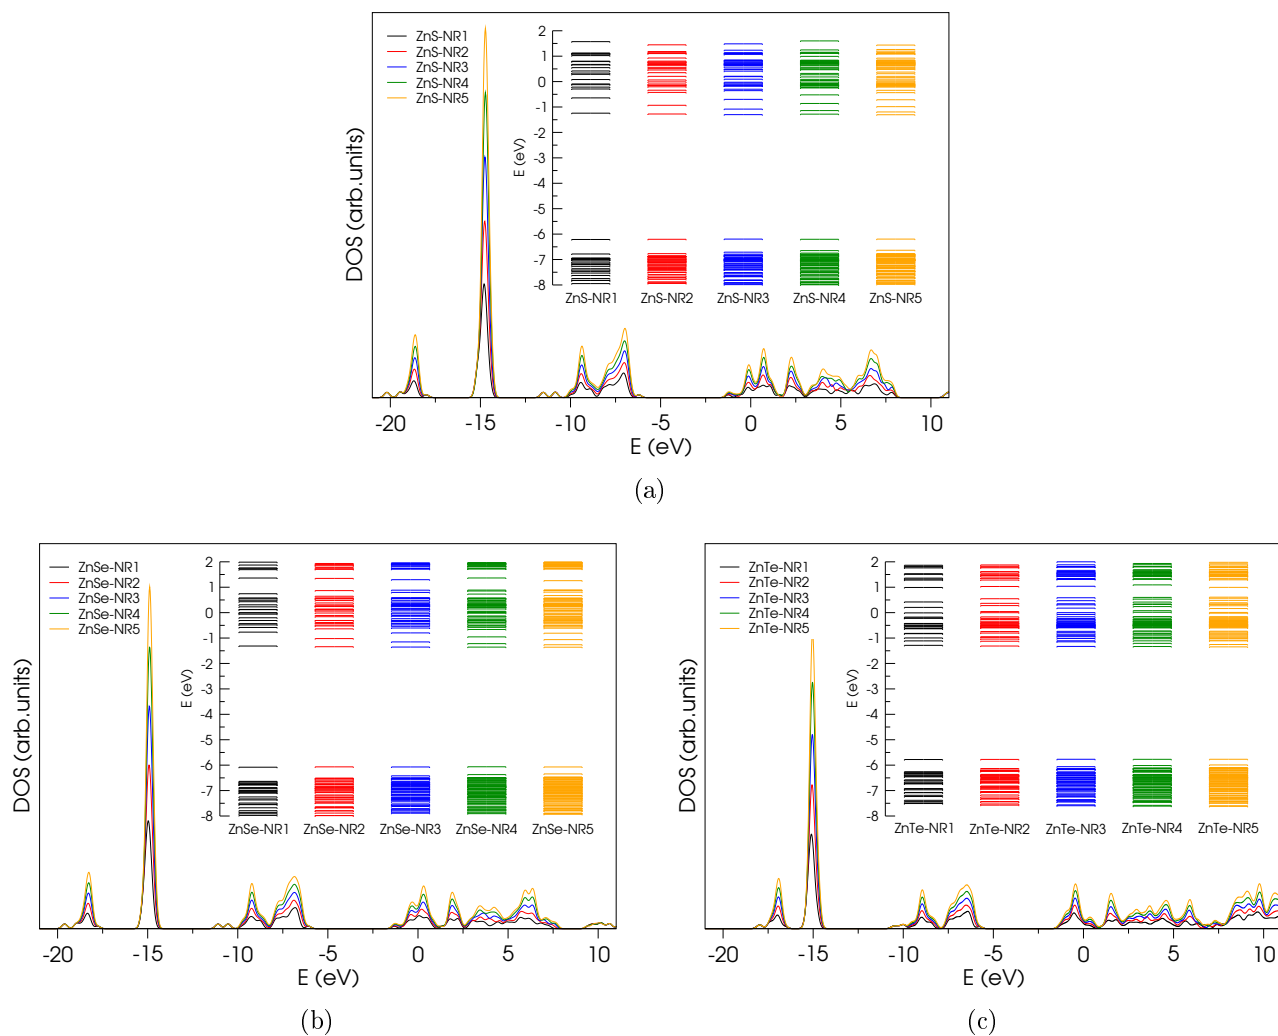 ZnS-NR1
ZnS-NR2
ZnS-NR3
ZnS-NR4
ZnS-NR5
DOS (arb.units)
E (eV)
2
1
0
-1
-2
-3
-4
-5
-6
-7
-8
ZnS-NR1 ZnS-NR2 ZnS-NR3 ZnS-NR4 ZnS-NR5
-20 -15 -10 -5 0 5 10
E (eV)
(a)
ZnSe-NR1
ZnSe-NR2
ZnSe-NR3
ZnSe-NR4
ZnSe-NR5
DOS (arb.units)
E (eV)
2
1
0
-1
-2
-3
-4
-5
-6
-7
-8
ZnSe-NR1 ZnSe-NR2 ZnSe-NR3 ZnSe-NR4 ZnSe-NR5
-20 -15 -10 -5 0 5 10
E (eV)
(b)
ZnTe-NR1
ZnTe-NR2
ZnTe-NR3
ZnTe-NR4
ZnTe-NR5
DOS (arb.units)
E (eV)
2
1
0
-1
-2
-3
-4
-5
-6
-7
-8
ZnTe-NR1 ZnTe-NR2 ZnTe-NR3 ZnTe-NR4 ZnTe-NR5
-20 -15 -10 -5 0 5 10
E (eV)
(c)